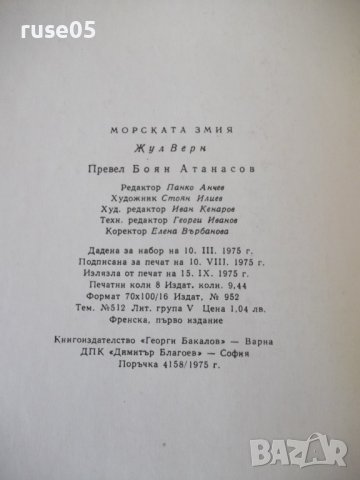 ruse05
МОРСКАТА ЗМИЯ
Жул Верн
Превел Боян Атанасов
Редактор Панко Анчев
Художник Стоян Илиев
Худ. редактор Иван Кенаров
Техн. редактор Георги Иванов
Коректор Елена Върбанова
Дадена за набор на 10. III. 1975 г.
Подписана за печат на 10. VIII. 1975 г.
Излязла от печат на 15. IX. 1975 г.
Печатни коли 8 Издат. коли 9,44
Формат 70х100/16 Издат. № 952
Тем. №512 Лит. група V Цена 1,04 лв.
Френска, първо издание
Книгоиздателство «Георги Бакалов» — Варна
ДПК «Димитър Благоев» — София
Поръчка 4158/1975 г.
BAZAR